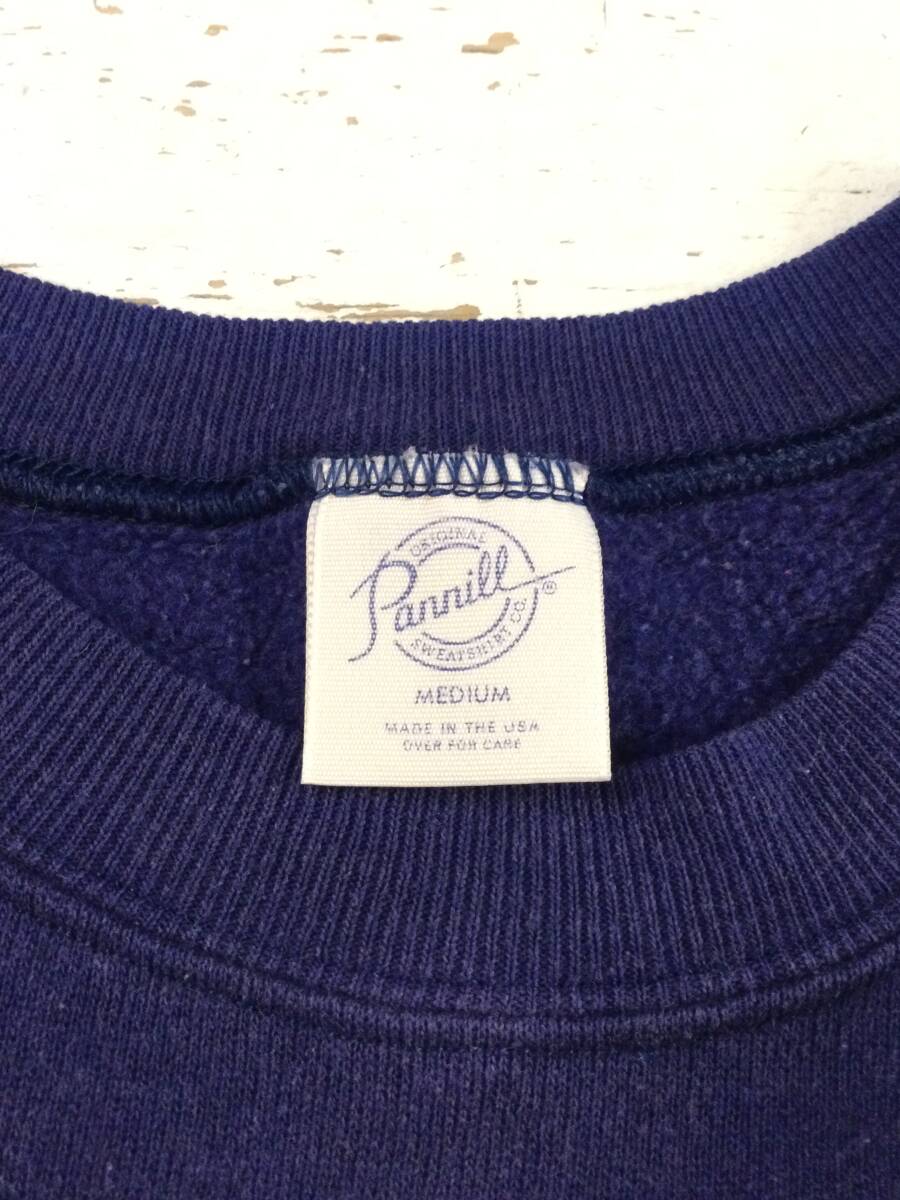 ORIGINAL
Pannill®
SWEATSHIRT CO.
MEDIUM
MADE IN THE USA
OVER FOR CARE